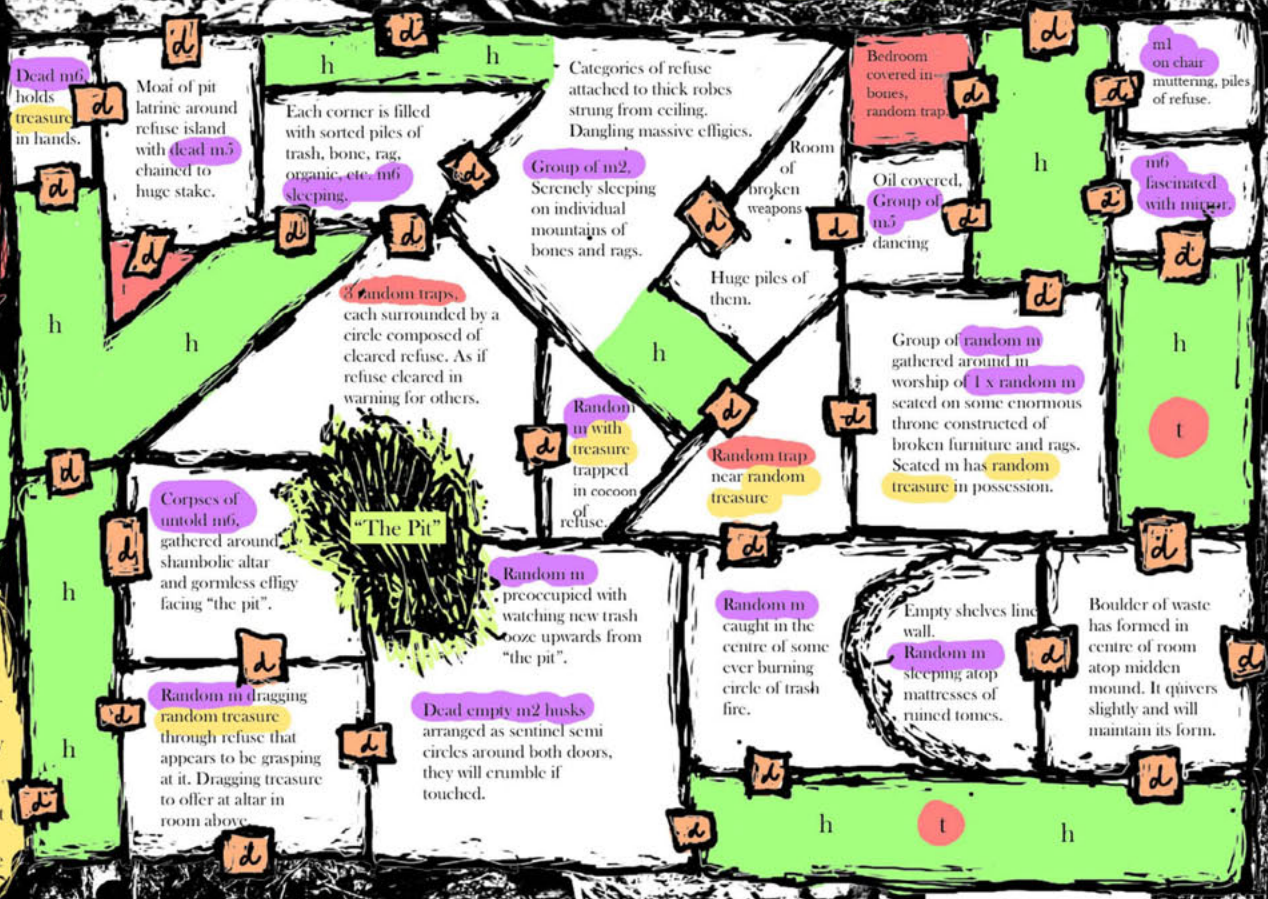 d
d
d
Dead m6,
holds
treasure
in hands.
d
Moat of pit
latrine around
refuse island
with dead m5
chained to
huge stake.
h
h
Each corner is filled
with sorted piles of
trash, bone, rag,
organic, etc. m6
sleeping.
Categories of refuse
attached to thick robes
strung from ceiling.
Dangling massive effigies.
Group of m2,
Serenely sleeping
on individual
mountains of
bones and rags.
d
Room
of
broken
weapons
d
Huge piles of
them.
Bedroom
covered in
bones,
random trap.
d
h
d
m1
on chair
muttering, piles
of refuse.
Oil covered,
Group of
m5
dancing
d
d
d
m6
fascinated
with mirror.
d
d
d
t
d
d
h
h
3 random traps,
each surrounded by a
circle composed of
cleared refuse. As if
refuse cleared in
warning for others.
h
d
d
Random
m with
treasure
trapped
in cocoon
of
refuse.
d
Random trap
near random
treasure
d
Group of random m
gathered around m
worship of 1 x random m
seated on some enormous
throne constructed of
broken furniture and rags.
Seated m has random
treasure in possession.
h
t
d
Corpses of
untold m6,
gathered around
shambolic altar
and gormless effigy
facing “the pit”.
d
“The Pit”
h
Random m
preoccupied with
watching new trash
ooze upwards from
“the pit”.
d
d
Random m
caught in the
centre of some
ever burning
circle of trash
fire.
Empty shelves line
wall.
Random m
sleeping atop
mattresses of
ruined tomes.
d
Boulder of waste
has formed in
centre of room
atop midden
mound. It quivers
slightly and will
maintain its form.
d
d
Random m dragging
random treasure
through refuse that
appears to be grasping
at it. Dragging treasure
to offer at altar in
room above.
d
h
d
Dead empty m2 husks
arranged as sentinel semi
circles around both doors,
they will crumble if
touched.
d
d
d
d
d
h
t
h